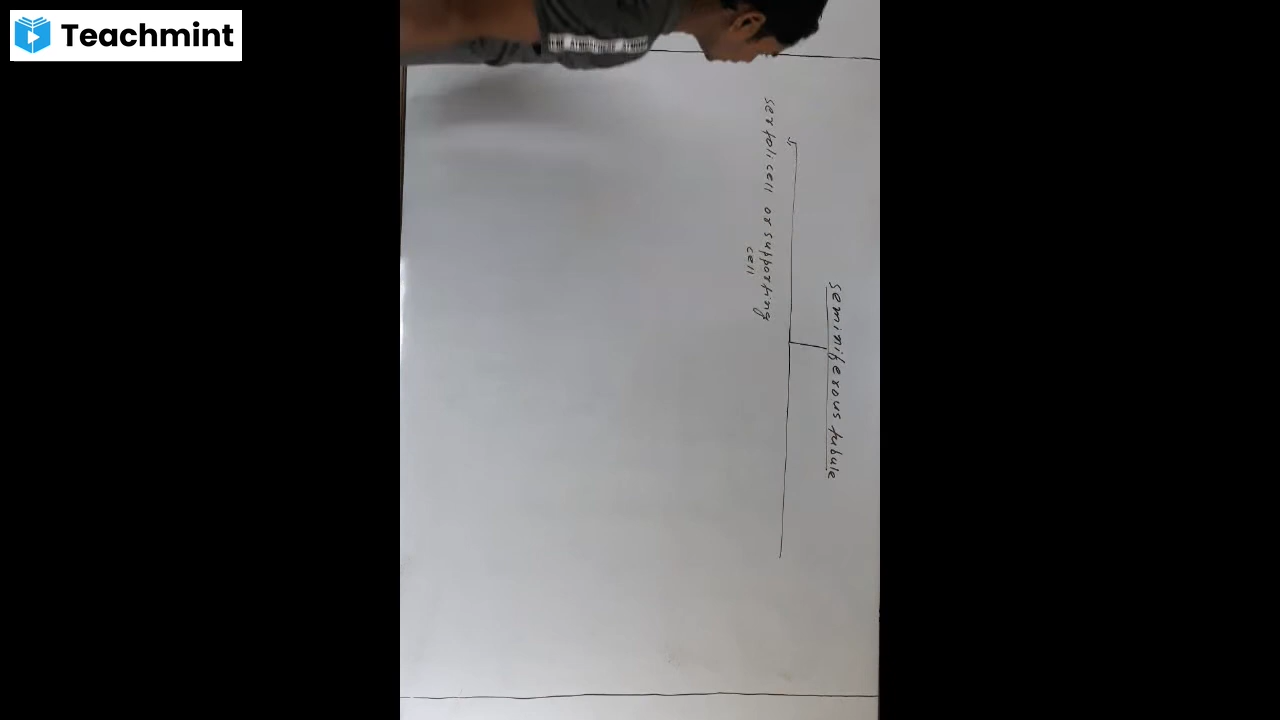 Teachmint
seminiferous tubule
sertoli cell or supporting
cell